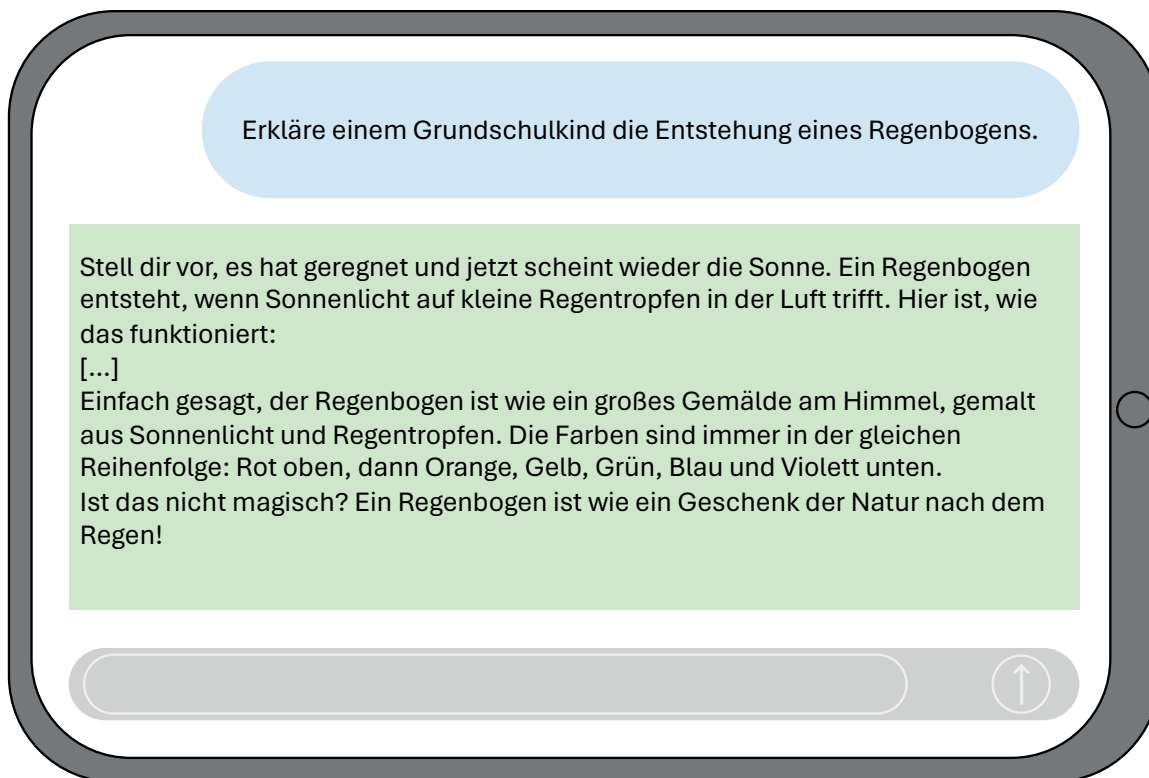 Erkläre einem Grundschulkind die Entstehung eines Regenbogens.
Stell dir vor, es hat geregnet und jetzt scheint wieder die Sonne. Ein Regenbogen
entsteht, wenn Sonnenlicht auf kleine Regentropfen in der Luft trifft. Hier ist, wie
das funktioniert:
[...]
Einfach gesagt, der Regenbogen ist wie ein großes Gemälde am Himmel, gemalt
aus Sonnenlicht und Regentropfen. Die Farben sind immer in der gleichen
Reihenfolge: Rot oben, dann Orange, Gelb, Grün, Blau und Violett unten.
Ist das nicht magisch? Ein Regenbogen ist wie ein Geschenk der Natur nach dem
Regen!